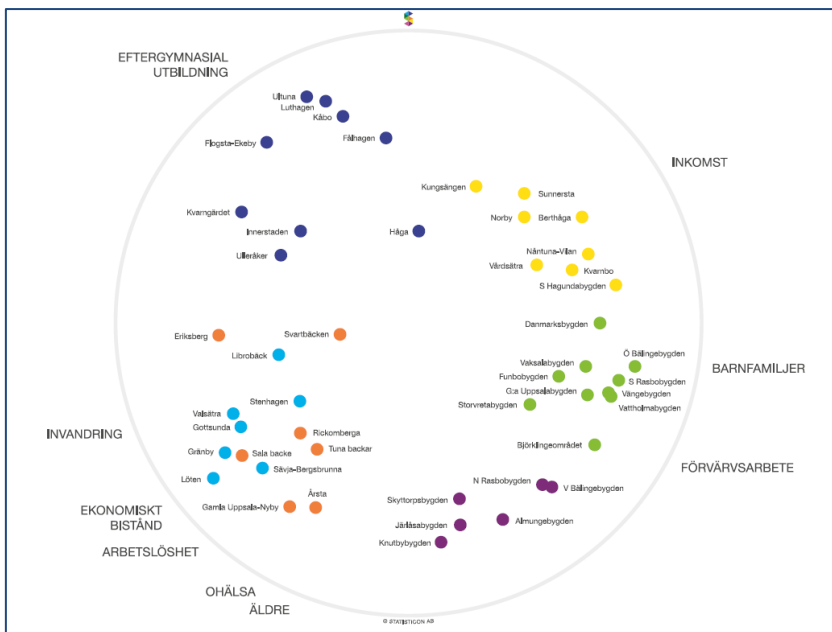 EFTERGYMNASIAL
UTBILDNING
Ultuna
Luthagen
Kåbo
Fålhagen
Flogsta-Ekeby
INKOMST
Kungsängen
Sunnersta
Kvarngärdet
Norby
Berthåga
Innerstaden
Håga
Ulleråker
Nåntuna-Vilan
Vårdsätra
Kvarnbo
S Hagundabygden
Danmarksbygden
Eriksberg
Svartbäcken
Librobäck
Ö Bälingebygden
Vaksalabygden
BARNFAMILJER
Funbobygden
S Rasbobygden
G:a Uppsalabygden
Vängebygden
Storvretabygden
Vattholmabygden
Stenhagen
Valsätra
Gottsunda
INVANDRING
Rickomberga
Tuna backar
Björklingeområdet
Gränby
Sala backe
Sävja-Bergsbrunna
FÖRVÄRVSARBETE
Löten
N Rasbobygden
V Bälingebygden
Årsta
Skyttorpsbygden
Gamla Uppsala-Nyby
EKONOMISKT
BISTÅND
Almungebygden
Järlåsabygden
Knutbybygden
ARBETSLÖSHET
OHÄLSA
ÄLDRE
© STATISTICON AB